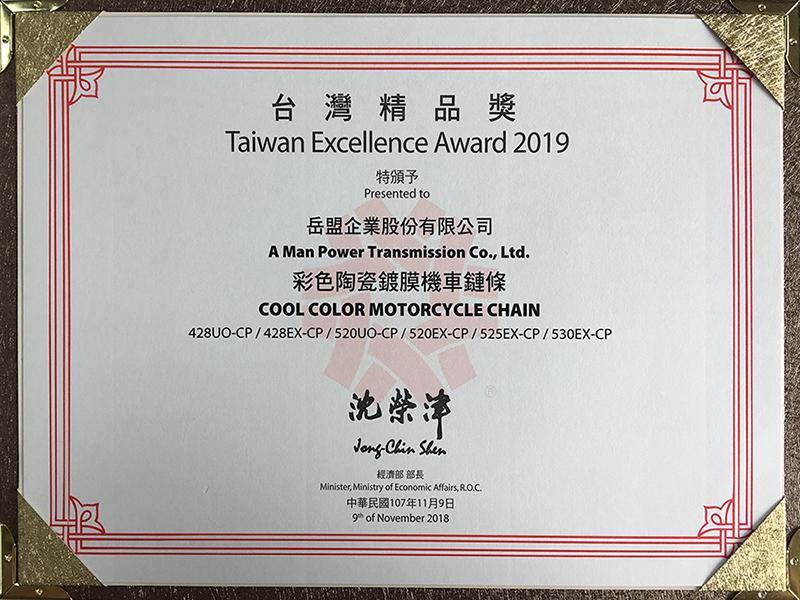 台灣精品獎
Taiwan Excellence Award 2019
特頒予
Presented to
岳盟企業股份有限公司
A Man Power Transmission Co., Ltd.
彩色陶瓷鍍膜機車鏈條
COOL COLOR MOTORCYCLE CHAIN
428UO-CP / 428EX-CP / 520UO-CP / 520EX-CP / 525EX-CP / 530EX-CP
®
沈榮津
Jong-Chin Shen
經濟部 部長
Minister, Ministry of Economic Affairs, R.O.C.
中華民國107年11月9日
9th of November 2018